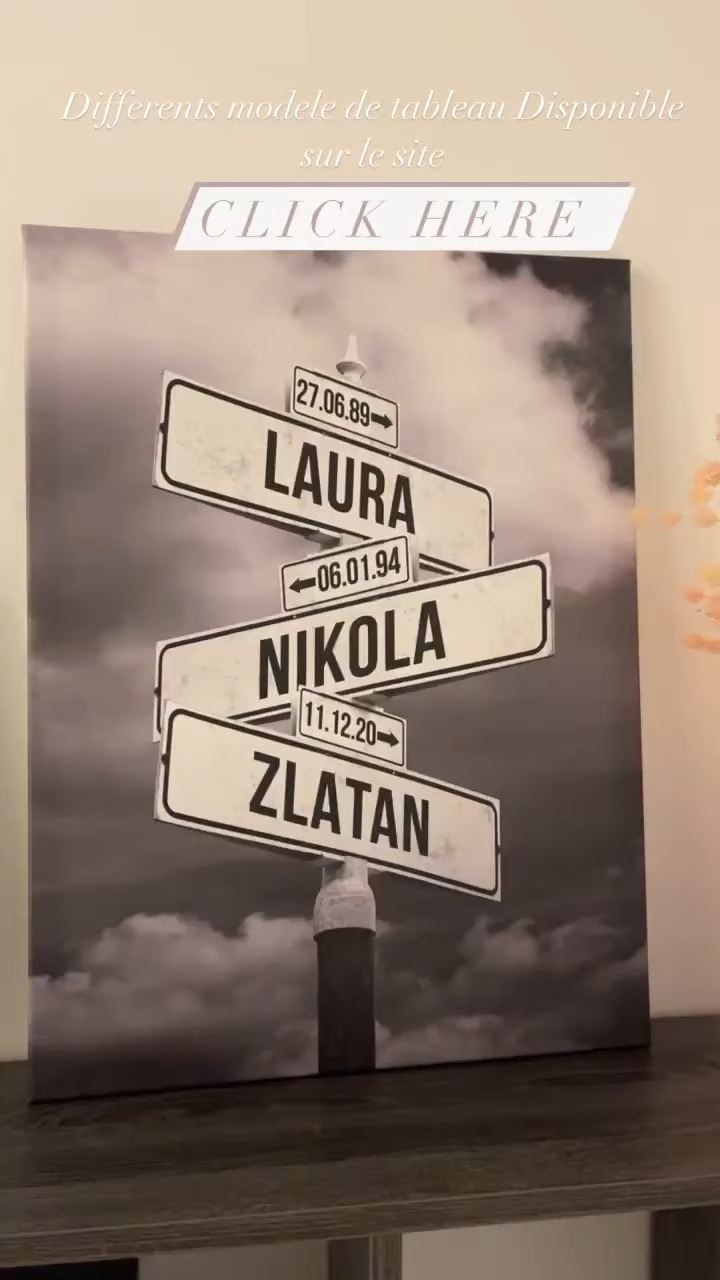 Differents modele de tableau Disponible
sur le site
CLICK HERE
27.06.89→
LAURA
←06.01.94
NIKOLA
11.12.20→
ZLATAN